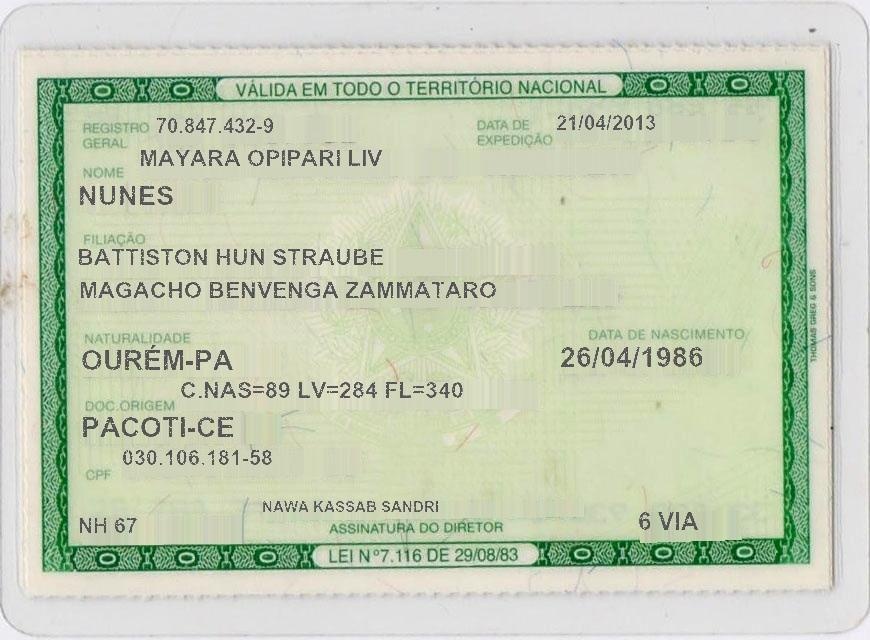 VÁLIDA EM TODO O TERRITÓRIO NACIONAL
REGISTRO GERAL 70.847.432-9 DATA DE EXPEDIÇÃO 21/04/2013
NOME MAYARA OPIPARI LIV
NUNES
FILIAÇÃO
BATTISTON HUN STRAUBE
MAGACHO BENVENGA ZAMMATARO
NATURALIDADE DATA DE NASCIMENTO
OURÉM-PA 26/04/1986
C.NAS=89 LV=284 FL=340
DOC.ORIGEM
PACOTI-CE
CPF 030.106.181-58
NAWA KASSAB SANDRI
NH 67 ASSINATURA DO DIRETOR 6 VIA
LEI Nº7.116 DE 29/08/83
THOMAS GREG & SONS